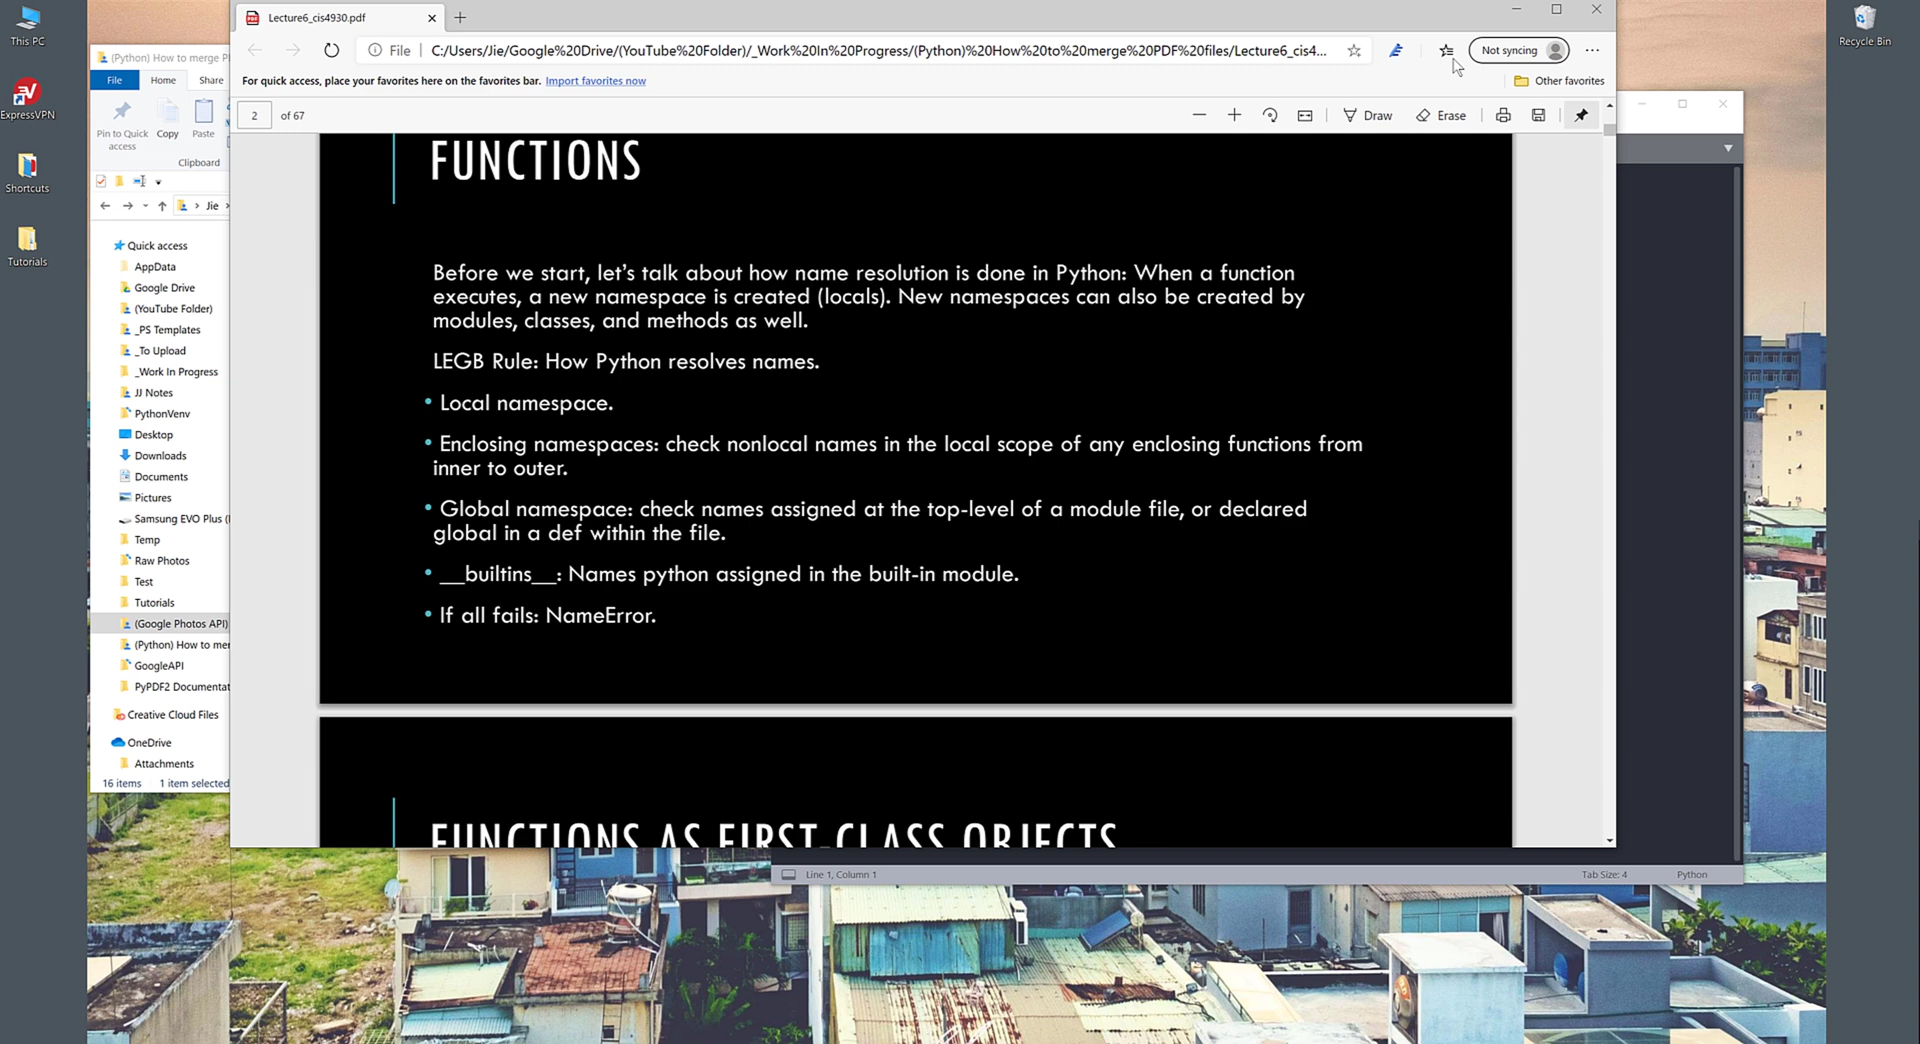 This PC
ExpressVPN
Shortcuts
Tutorials
Recycle Bin
(Python) How to merge P
File
Home
Share
Pin to Quick access
Copy
Paste
Clipboard
Jie
Quick access
AppData
Google Drive
(YouTube Folder)
_PS Templates
_To Upload
_Work In Progress
JJ Notes
PythonVenv
Desktop
Downloads
Documents
Pictures
Samsung EVO Plus (
Temp
Raw Photos
Test
Tutorials
(Google Photos API)
(Python) How to mer
GoogleAPI
PyPDF2 Documentat
Creative Cloud Files
OneDrive
Attachments
16 items
1 item selected
Lecture6_cis4930.pdf
File
C:/Users/Jie/Google%20Drive/(YouTube%20Folder)/_Work%20In%20Progress/(Python)%20How%20to%20merge%20PDF%20files/Lecture6_cis4...
Not syncing
For quick access, place your favorites here on the favorites bar. Import favorites now
Other favorites
2 of 67
Draw
Erase
FUNCTIONS
Before we start, let's talk about how name resolution is done in Python: When a function
executes, a new namespace is created (locals). New namespaces can also be created by
modules, classes, and methods as well.
LEGB Rule: How Python resolves names.
• Local namespace.
• Enclosing namespaces: check nonlocal names in the local scope of any enclosing functions from
inner to outer.
• Global namespace: check names assigned at the top-level of a module file, or declared
global in a def within the file.
• __builtins__: Names python assigned in the built-in module.
• If all fails: NameError.
FUNCTIONS AS FIRST-CLASS OBJECTS
Line 1, Column 1
Tab Size: 4
Python